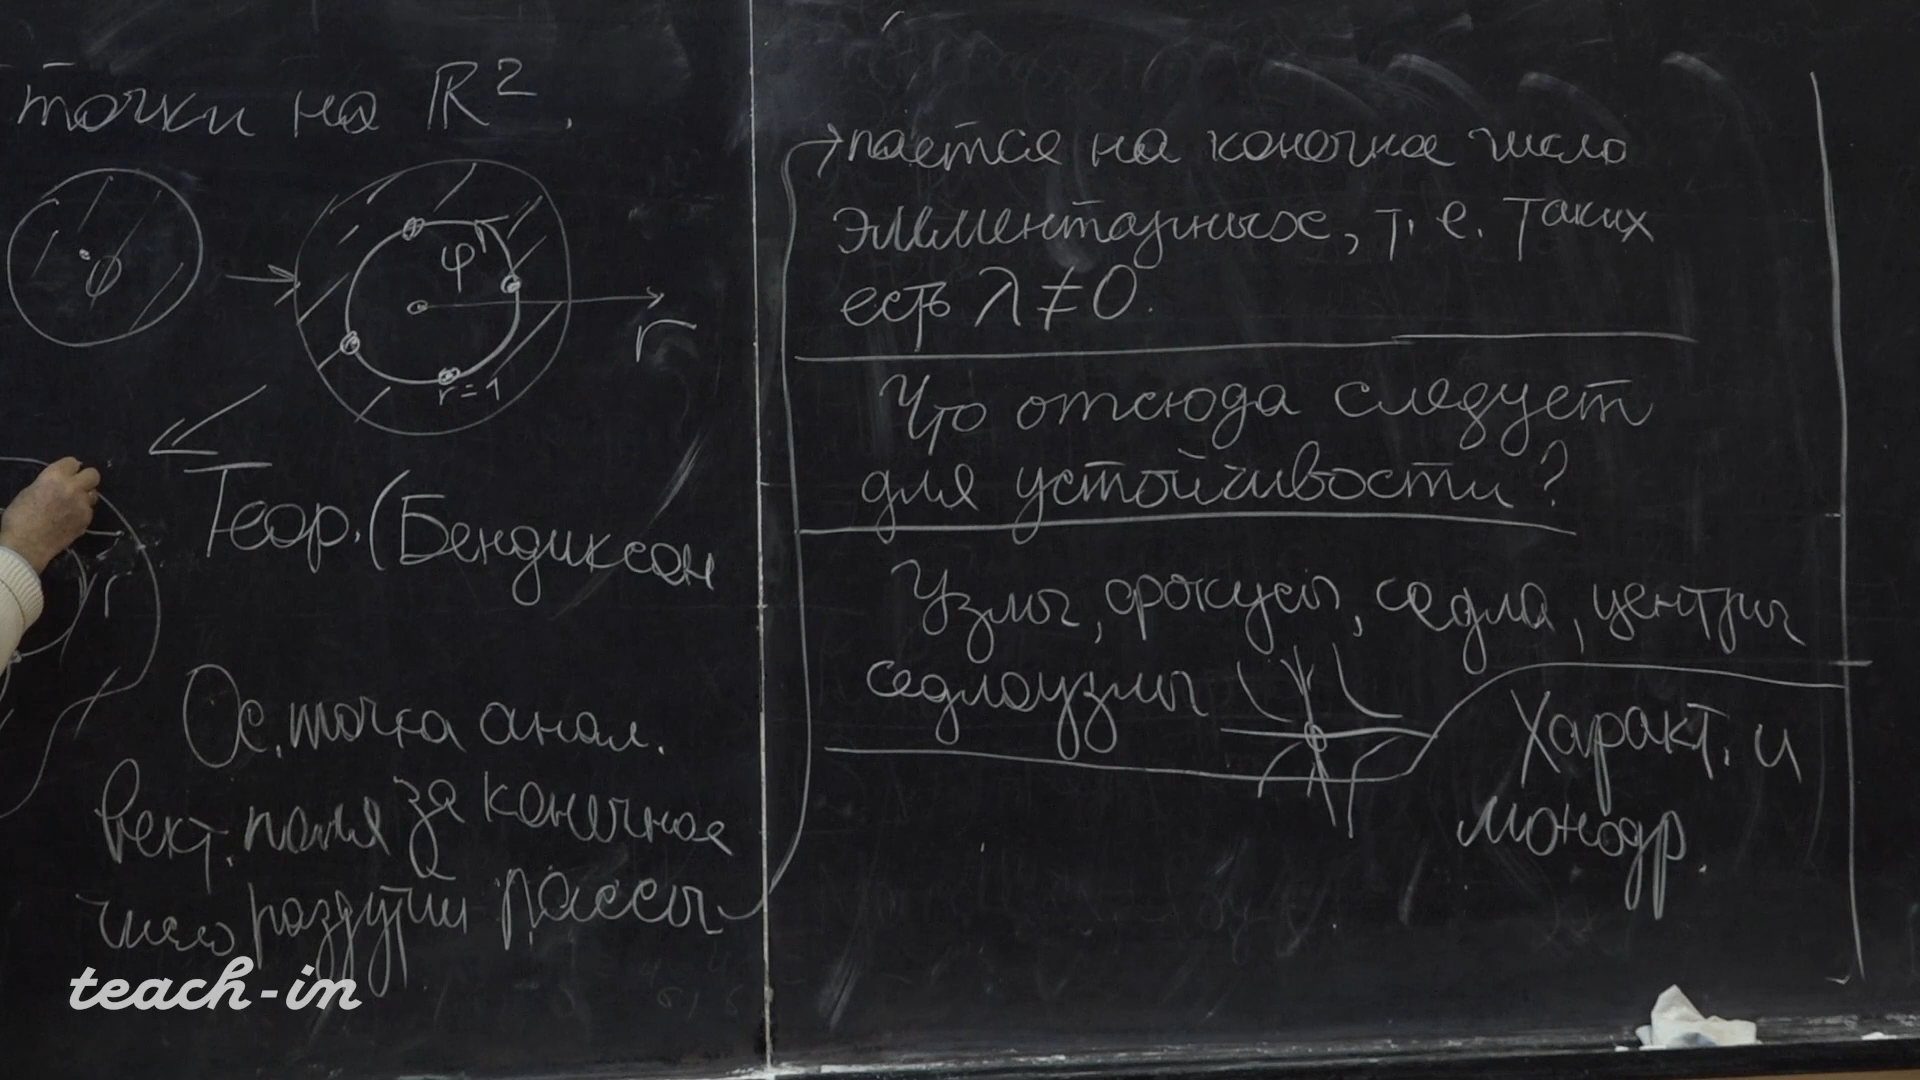 точки на ℝ².
φ
r
r=1
Теор. (Бендиксон
r
Ос. точка анал.
вект. поля за конечное
число раздутий рассы-
пается на конечное число
элементарных, т.е. таких
есть λ≠0.
Что отсюда следует
для устойчивости?
Узлы, фокусы, седла, центры
седлоузлы
Характ. и
монодр.
teach-in